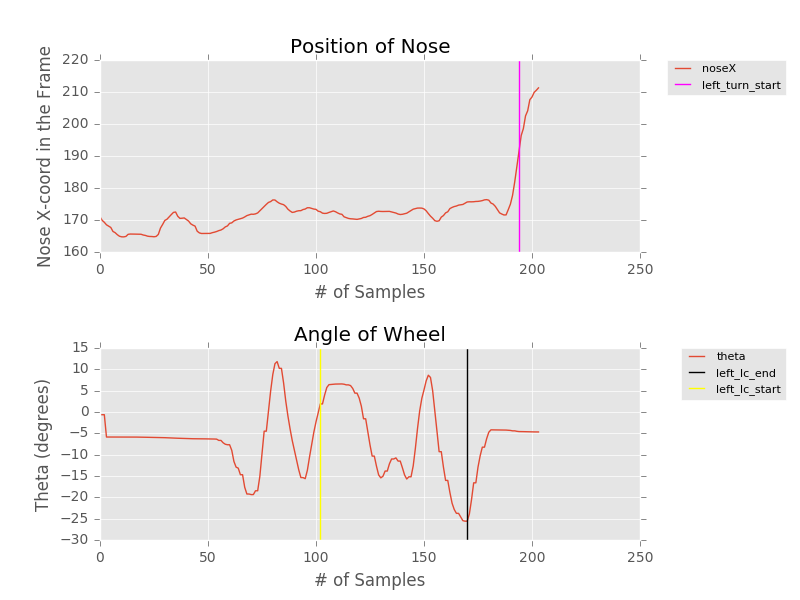 Position of Nose
Nose X-coord in the Frame
220
210
200
190
180
170
160
0 50 100 150 200 250
# of Samples
noseX
left_turn_start
Angle of Wheel
Theta (degrees)
15
10
5
0
−5
−10
−15
−20
−25
−30
0 50 100 150 200 250
# of Samples
theta
left_lc_end
left_lc_start